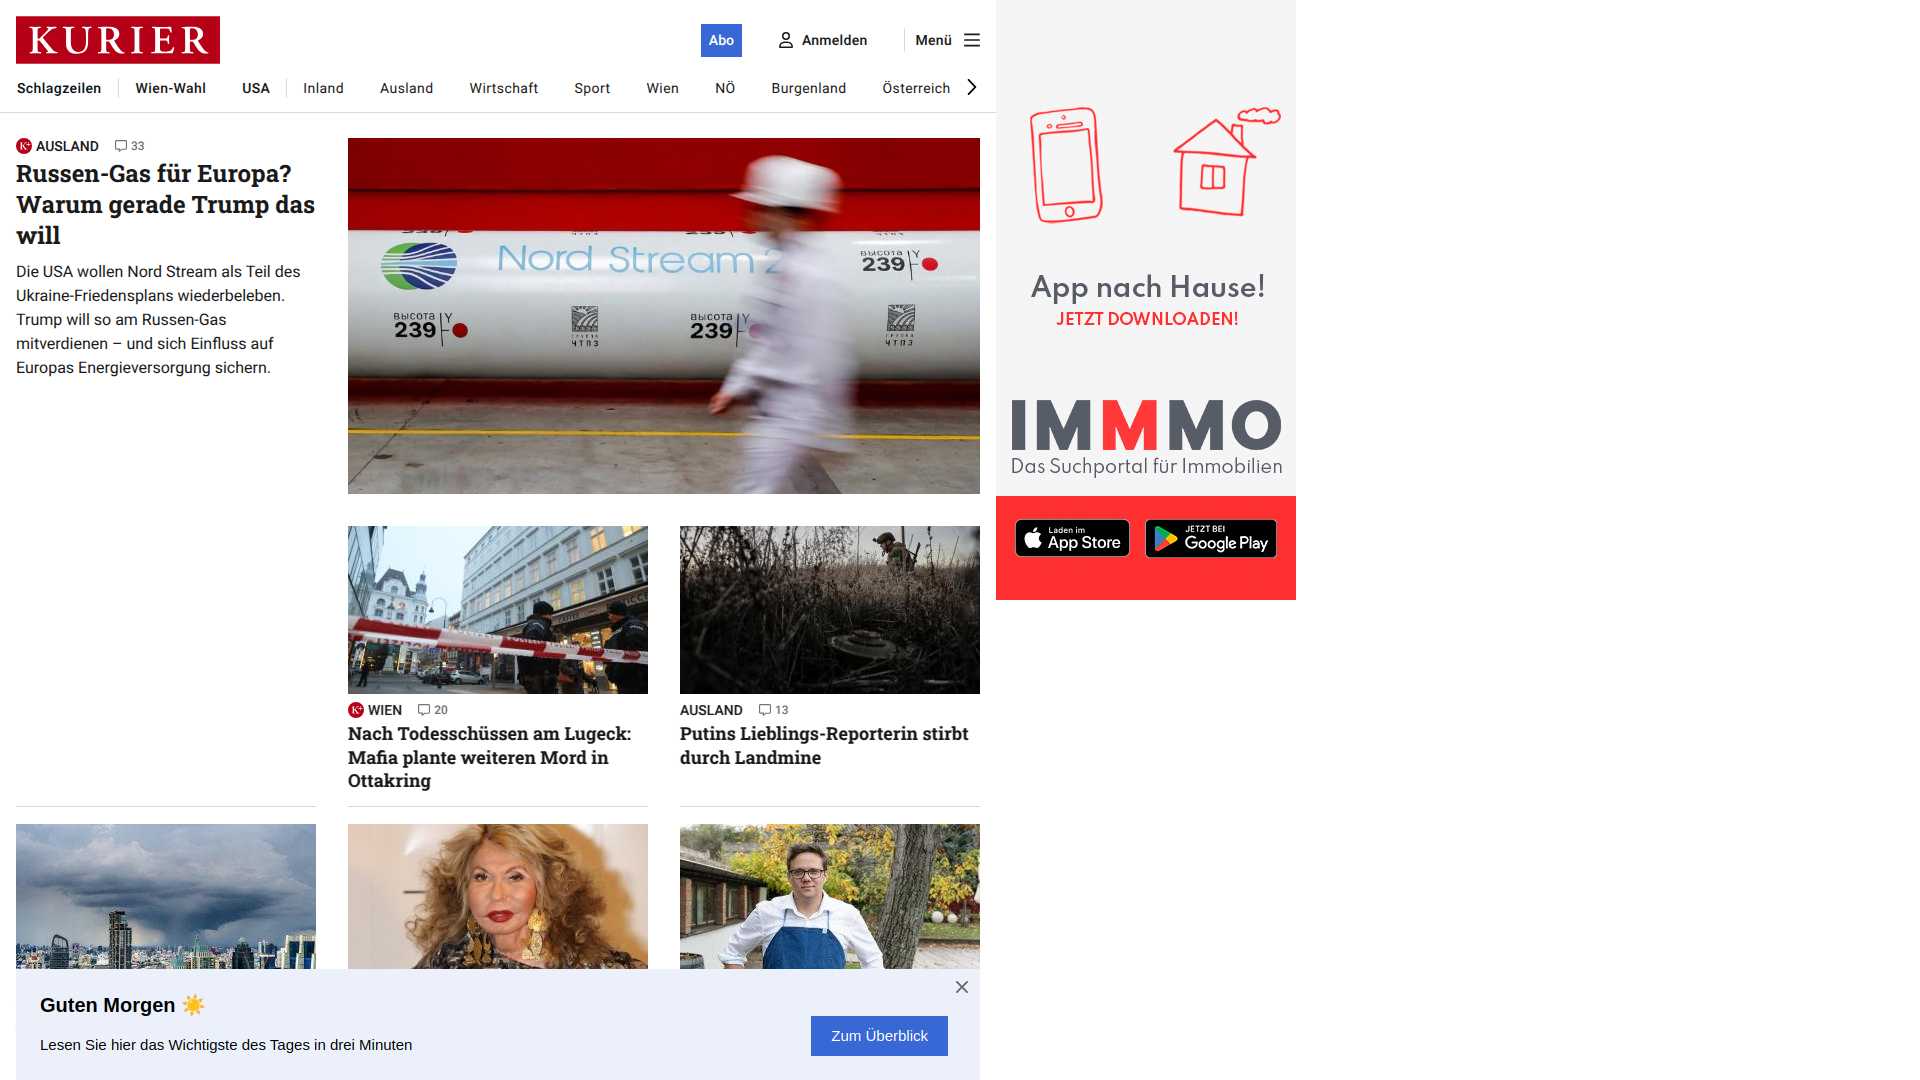 KURIER
Abo
Anmelden
Menü
Schlagzeilen
Wien-Wahl
USA
Inland
Ausland
Wirtschaft
Sport
Wien
NÖ
Burgenland
Österreich
K+ AUSLAND 33
Russen-Gas für Europa?
Warum gerade Trump das
will
Die USA wollen Nord Stream als Teil des
Ukraine-Friedensplans wiederbeleben.
Trump will so am Russen-Gas
mitverdienen – und sich Einfluss auf
Europas Energieversorgung sichern.
Nord Stream 2
высота
239
высота
239
ЧТПЗ
высота
239
ЧТПЗ
K+ WIEN 20
Nach Todesschüssen am Lugeck:
Mafia plante weiteren Mord in
Ottakring
AUSLAND 13
Putins Lieblings-Reporterin stirbt
durch Landmine
Guten Morgen ☀️
Lesen Sie hier das Wichtigste des Tages in drei Minuten
Zum Überblick
App nach Hause!
JETZT DOWNLOADEN!
IMMMO
Das Suchportal für Immobilien
Laden im
App Store
JETZT BEI
Google Play